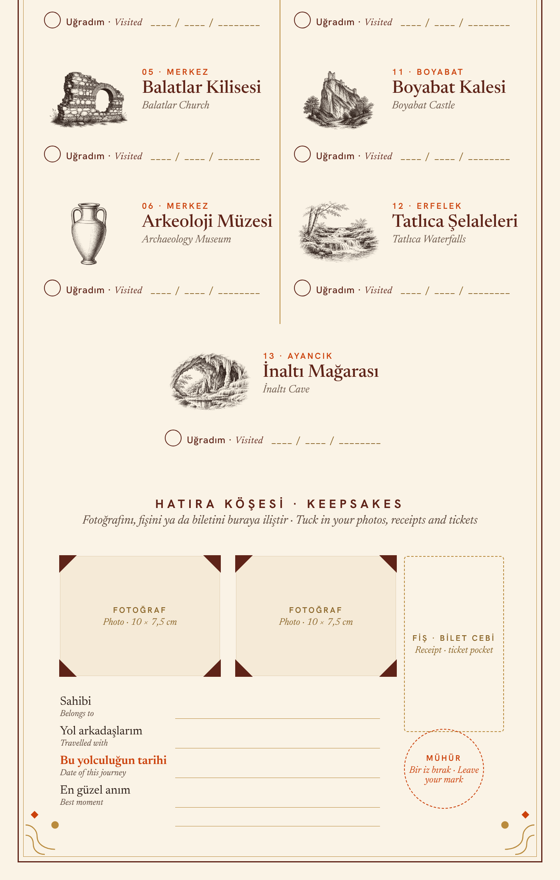 Uğradım · Visited ____ / ____ / ________
Uğradım · Visited ____ / ____ / ________
05 · MERKEZ
Balatlar Kilisesi
Balatlar Church
Uğradım · Visited ____ / ____ / ________
11 · BOYABAT
Boyabat Kalesi
Boyabat Castle
Uğradım · Visited ____ / ____ / ________
06 · MERKEZ
Arkeoloji Müzesi
Archaeology Museum
Uğradım · Visited ____ / ____ / ________
12 · ERFELEK
Tatlıca Şelaleleri
Tatlıca Waterfalls
Uğradım · Visited ____ / ____ / ________
13 · AYANCIK
İnaltı Mağarası
İnaltı Cave
Uğradım · Visited ____ / ____ / ________
HATIRA KÖŞESİ · KEEPSAKES
Fotoğrafını, fişini ya da biletini buraya iliştir · Tuck in your photos, receipts and tickets
FOTOĞRAF
Photo · 10 × 7,5 cm
FOTOĞRAF
Photo · 10 × 7,5 cm
FİŞ · BİLET CEBİ
Receipt · ticket pocket
Sahibi
Belongs to
Yol arkadaşlarım
Travelled with
Bu yolculuğun tarihi
Date of this journey
En güzel anım
Best moment
MÜHÜR
Bir iz bırak · Leave
your mark